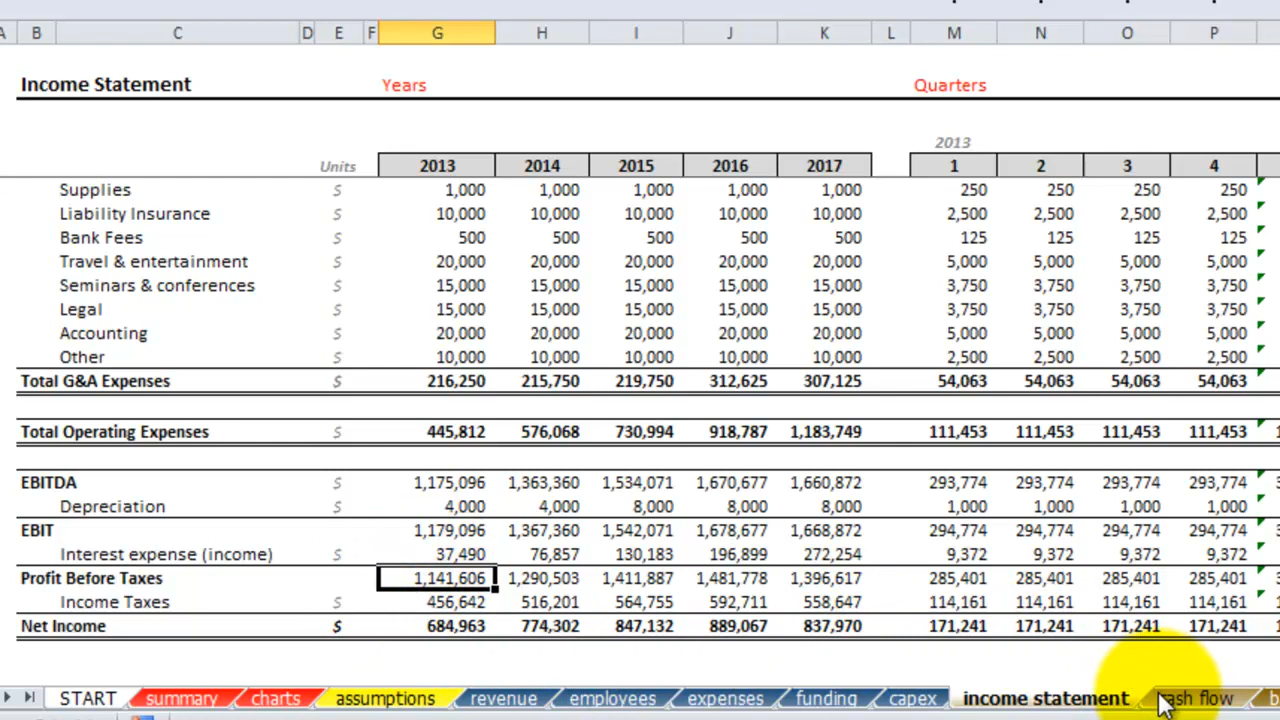 A B C D E F G H I J K L M N O P
Income Statement Years Quarters
2013
Units 2013 2014 2015 2016 2017 1 2 3 4
Supplies $ 1,000 1,000 1,000 1,000 1,000 250 250 250 250
Liability Insurance $ 10,000 10,000 10,000 10,000 10,000 2,500 2,500 2,500 2,500
Bank Fees $ 500 500 500 500 500 125 125 125 125
Travel & entertainment $ 20,000 20,000 20,000 20,000 20,000 5,000 5,000 5,000 5,000
Seminars & conferences $ 15,000 15,000 15,000 15,000 15,000 3,750 3,750 3,750 3,750
Legal $ 15,000 15,000 15,000 15,000 15,000 3,750 3,750 3,750 3,750
Accounting $ 20,000 20,000 20,000 20,000 20,000 5,000 5,000 5,000 5,000
Other $ 10,000 10,000 10,000 10,000 10,000 2,500 2,500 2,500 2,500
Total G&A Expenses $ 216,250 215,750 219,750 312,625 307,125 54,063 54,063 54,063 54,063
Total Operating Expenses $ 445,812 576,068 730,994 918,787 1,183,749 111,453 111,453 111,453 111,453
EBITDA $ 1,175,096 1,363,360 1,534,071 1,670,677 1,660,872 293,774 293,774 293,774 293,774
Depreciation $ 4,000 4,000 8,000 8,000 8,000 1,000 1,000 1,000 1,000
EBIT 1,179,096 1,367,360 1,542,071 1,678,677 1,668,872 294,774 294,774 294,774 294,774
Interest expense (income) $ 37,490 76,857 130,183 196,899 272,254 9,372 9,372 9,372 9,372
Profit Before Taxes 1,141,606 1,290,503 1,411,887 1,481,778 1,396,617 285,401 285,401 285,401 285,401
Income Taxes $ 456,642 516,201 564,755 592,711 558,647 114,161 114,161 114,161 114,161
Net Income $ 684,963 774,302 847,132 889,067 837,970 171,241 171,241 171,241 171,241
START summary charts assumptions revenue employees expenses funding capex income statement cash flow